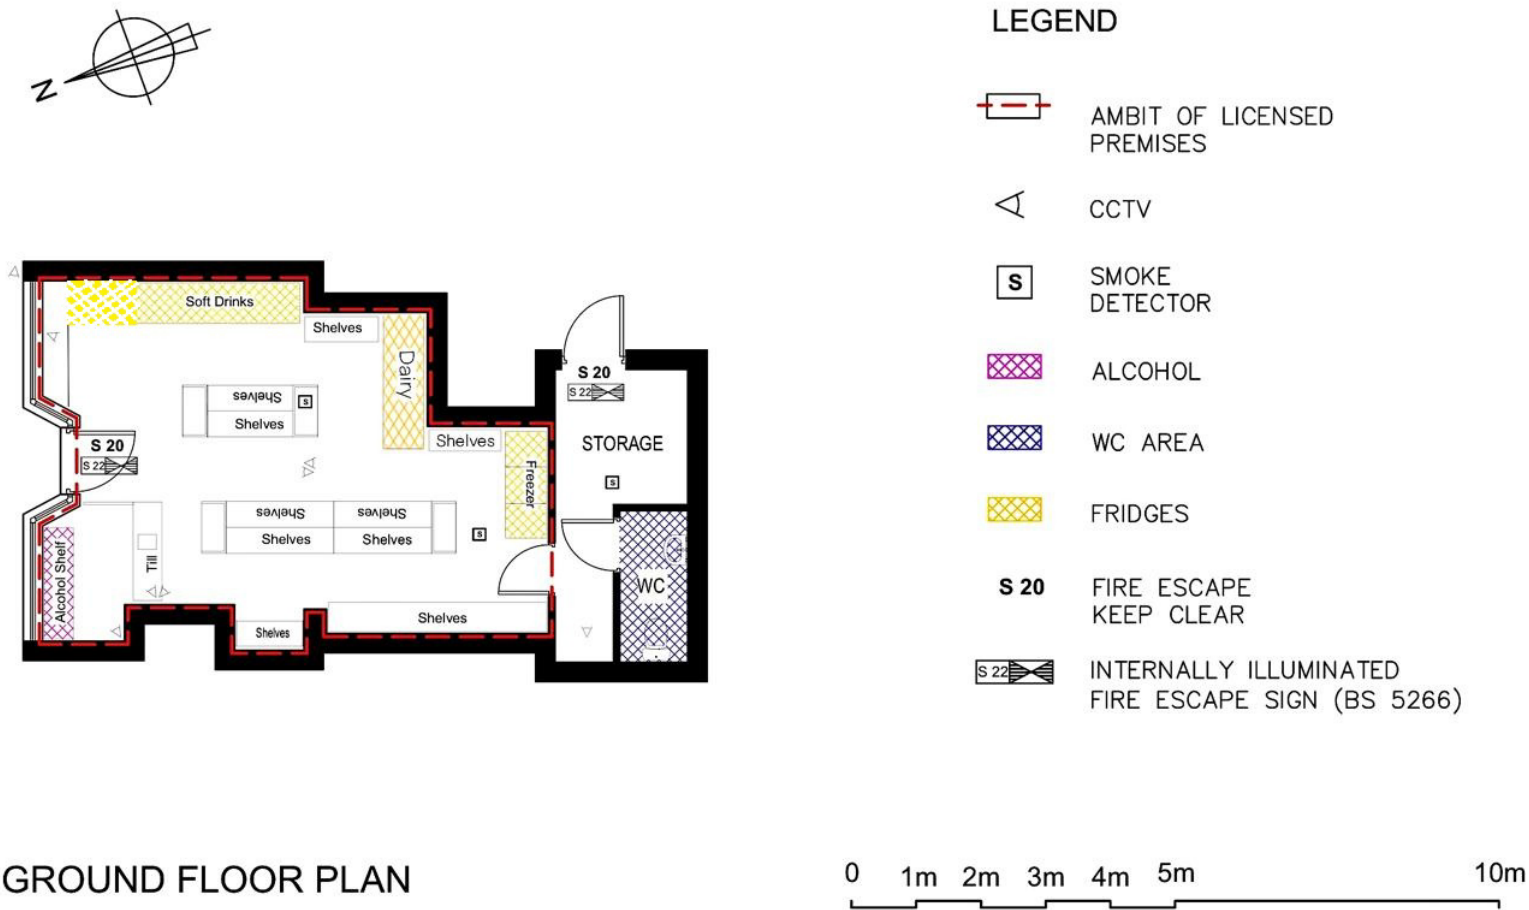 N
LEGEND
AMBIT OF LICENSED
PREMISES
CCTV
S
SMOKE
DETECTOR
ALCOHOL
WC AREA
FRIDGES
S 20
FIRE ESCAPE
KEEP CLEAR
S 22
INTERNALLY ILLUMINATED
FIRE ESCAPE SIGN (BS 5266)
Soft Drinks
Shelves
Dairy
S 20
S 22
Shelves
S
Shelves
Shelves
STORAGE
S 20
S 22
Freezer
S
Shelves
Shelves
Shelves
Shelves
S
Alcohol Shelf
Till
WC
Shelves
Shelves
GROUND FLOOR PLAN
0 1m 2m 3m 4m 5m 10m